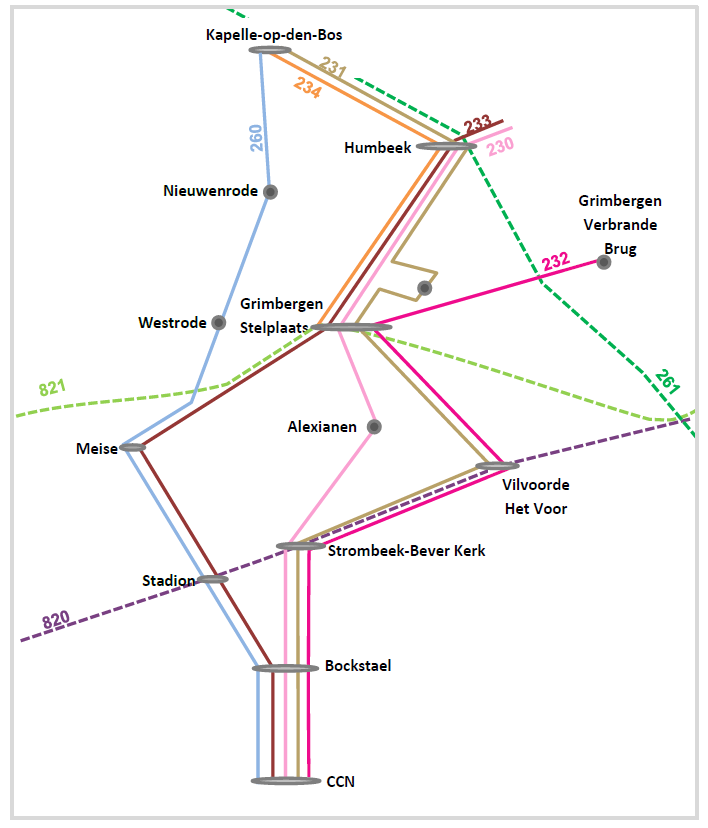 Kapelle-op-den-Bos
231
234
233
230
260
Humbeek
Nieuwenrode
Grimbergen
Verbrande
Brug
232
Grimbergen
Stelplaats
Westrode
821
261
Alexianen
Meise
Vilvoorde
Het Voor
Strombeek-Bever Kerk
Stadion
820
Bockstael
CCN